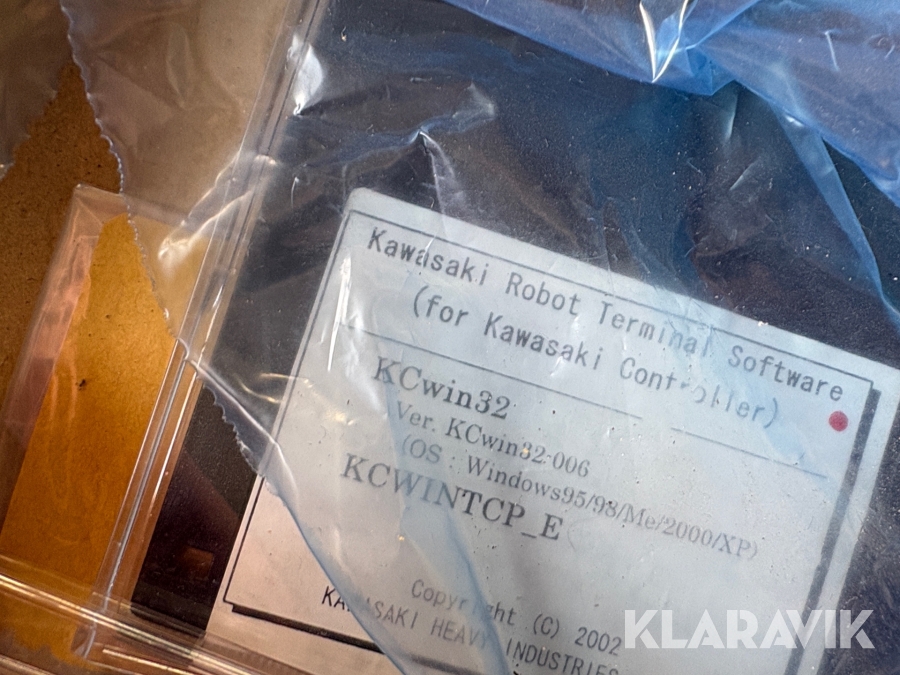 Kawasaki Robot Terminal Software
(for Kawasaki Controller)
KCwin32
Ver. KCwin32-006
(OS : Windows95/98/Me/2000/XP)
KCWINTCP_E
Copyright (C) 2002
KAWASAKI HEAVY INDUSTRIES
KLARAVIK